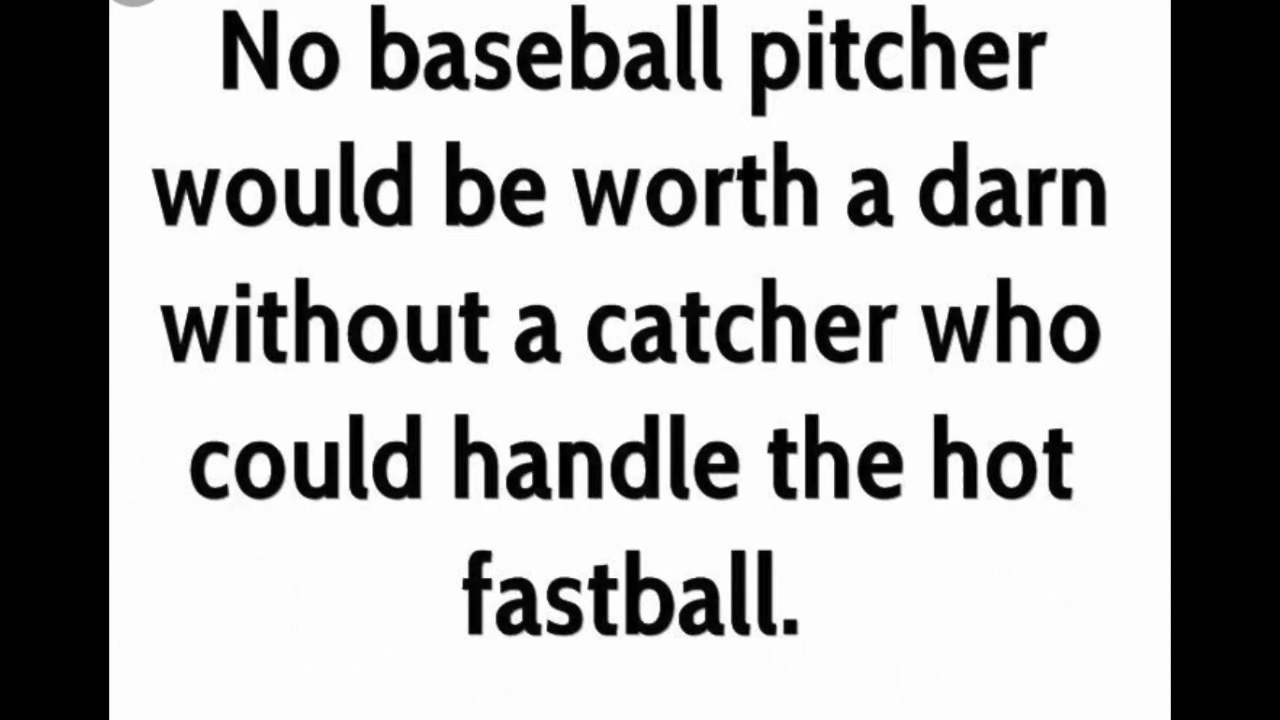 No baseball pitcher
would be worth a darn
without a catcher who
could handle the hot
fastball.